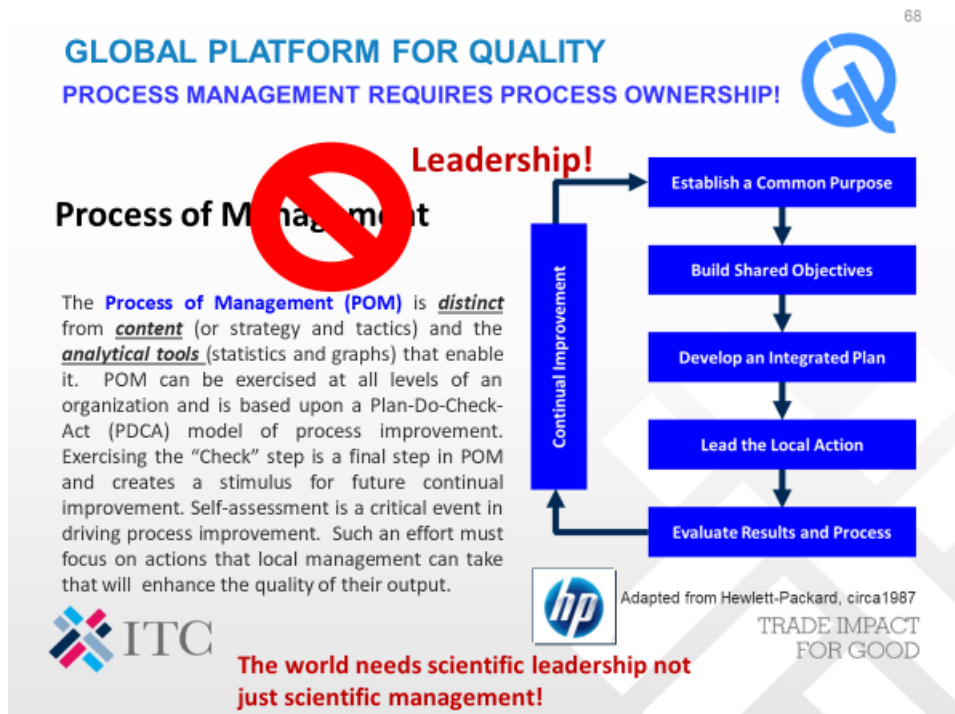 68
GLOBAL PLATFORM FOR QUALITY
PROCESS MANAGEMENT REQUIRES PROCESS OWNERSHIP!
Leadership!
Process of Management
The Process of Management (POM) is distinct
from content (or strategy and tactics) and the
analytical tools (statistics and graphs) that enable
it. POM can be exercised at all levels of an
organization and is based upon a Plan-Do-Check-
Act (PDCA) model of process improvement.
Exercising the “Check” step is a final step in POM
and creates a stimulus for future continual
improvement. Self-assessment is a critical event in
driving process improvement. Such an effort must
focus on actions that local management can take
that will enhance the quality of their output.
Establish a Common Purpose
Build Shared Objectives
Develop an Integrated Plan
Lead the Local Action
Evaluate Results and Process
Continual Improvement
hp
Adapted from Hewlett-Packard, circa1987
ITC
TRADE IMPACT
FOR GOOD
The world needs scientific leadership not
just scientific management!